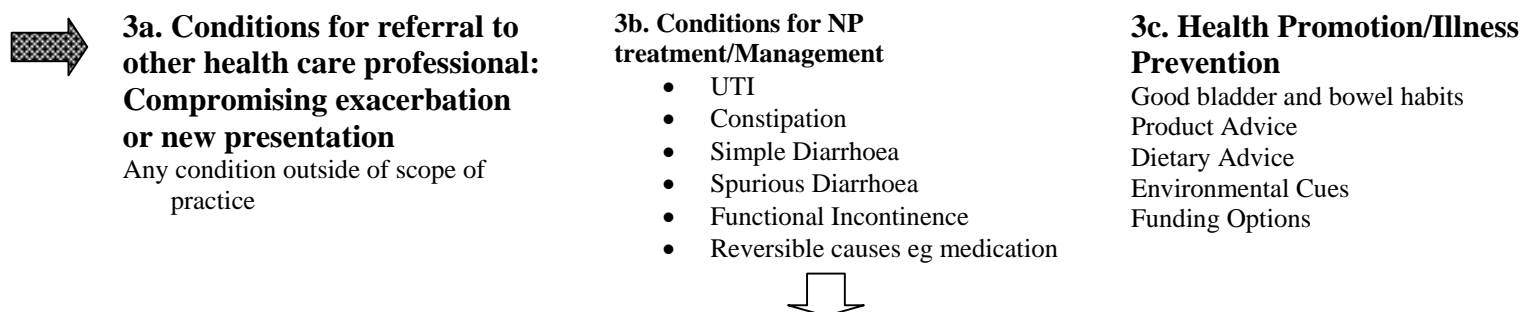 3a. Conditions for referral to
other health care professional:
Compromising exacerbation
or new presentation
Any condition outside of scope of
practice
3b. Conditions for NP
treatment/Management
• UTI
• Constipation
• Simple Diarrhoea
• Spurious Diarrhoea
• Functional Incontinence
• Reversible causes eg medication
3c. Health Promotion/Illness
Prevention
Good bladder and bowel habits
Product Advice
Dietary Advice
Environmental Cues
Funding Options